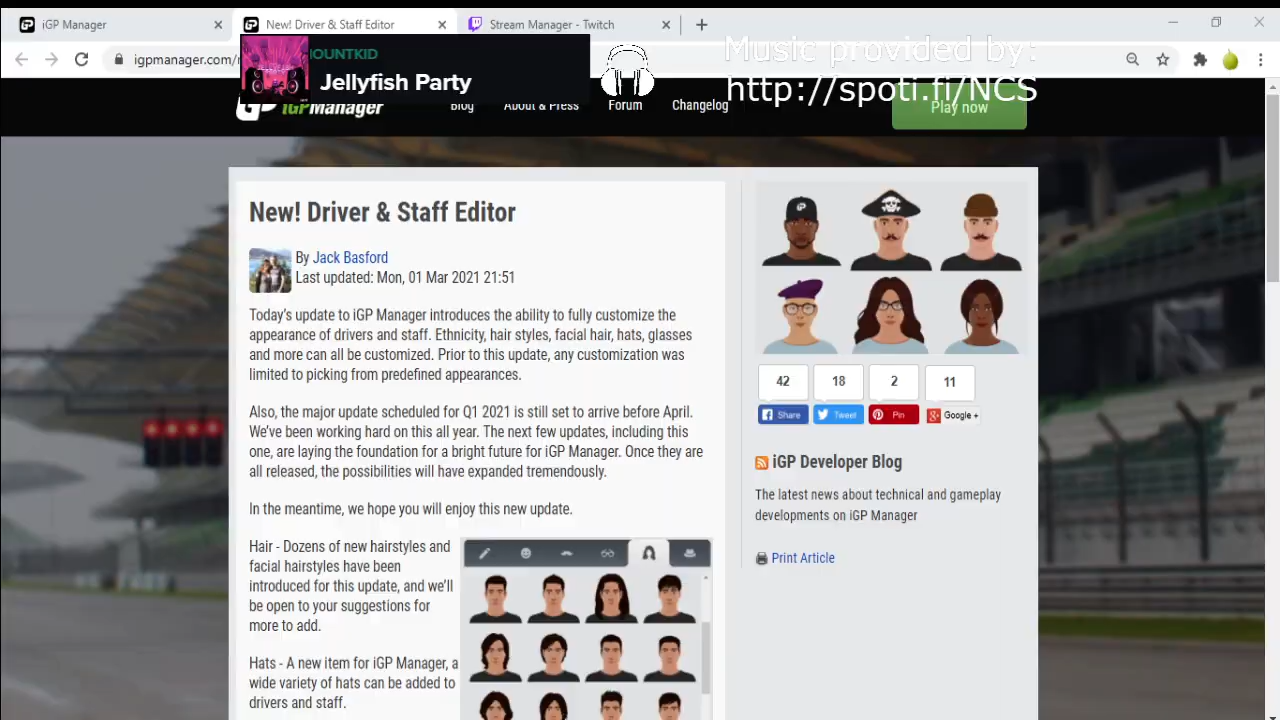 iGP Manager
New! Driver & Staff Editor
Stream Manager - Twitch
igpmanager.com/
OUNTKID
Jellyfish Party
Music provided by:
http://spoti.fi/NCS
iGPmanager
Blog
About & Press
Forum
Changelog
Play now
New! Driver & Staff Editor
By Jack Basford
Last updated: Mon, 01 Mar 2021 21:51
Today's update to iGP Manager introduces the ability to fully customize the
appearance of drivers and staff. Ethnicity, hair styles, facial hair, hats, glasses
and more can all be customized. Prior to this update, any customization was
limited to picking from predefined appearances.
Also, the major update scheduled for Q1 2021 is still set to arrive before April.
We've been working hard on this all year. The next few updates, including this
one, are laying the foundation for a bright future for iGP Manager. Once they are
all released, the possibilities will have expanded tremendously.
In the meantime, we hope you will enjoy this new update.
Hair - Dozens of new hairstyles and
facial hairstyles have been
introduced for this update, and we'll
be open to your suggestions for
more to add.
Hats - A new item for iGP Manager, a
wide variety of hats can be added to
drivers and staff.
42 18 2 11
Share Tweet Pin Google +
iGP Developer Blog
The latest news about technical and gameplay
developments on iGP Manager
Print Article